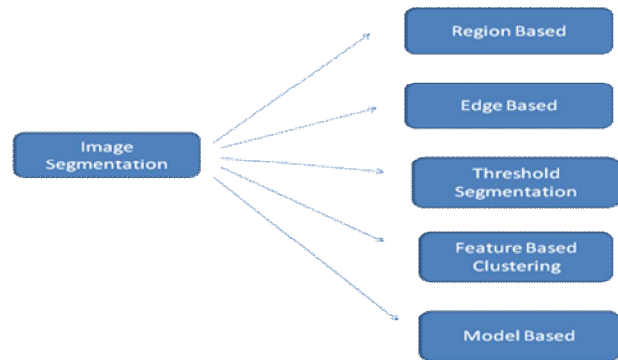 Region Based
Edge Based
Image
Segmentation
Threshold
Segmentation
Feature Based
Clustering
Model Based